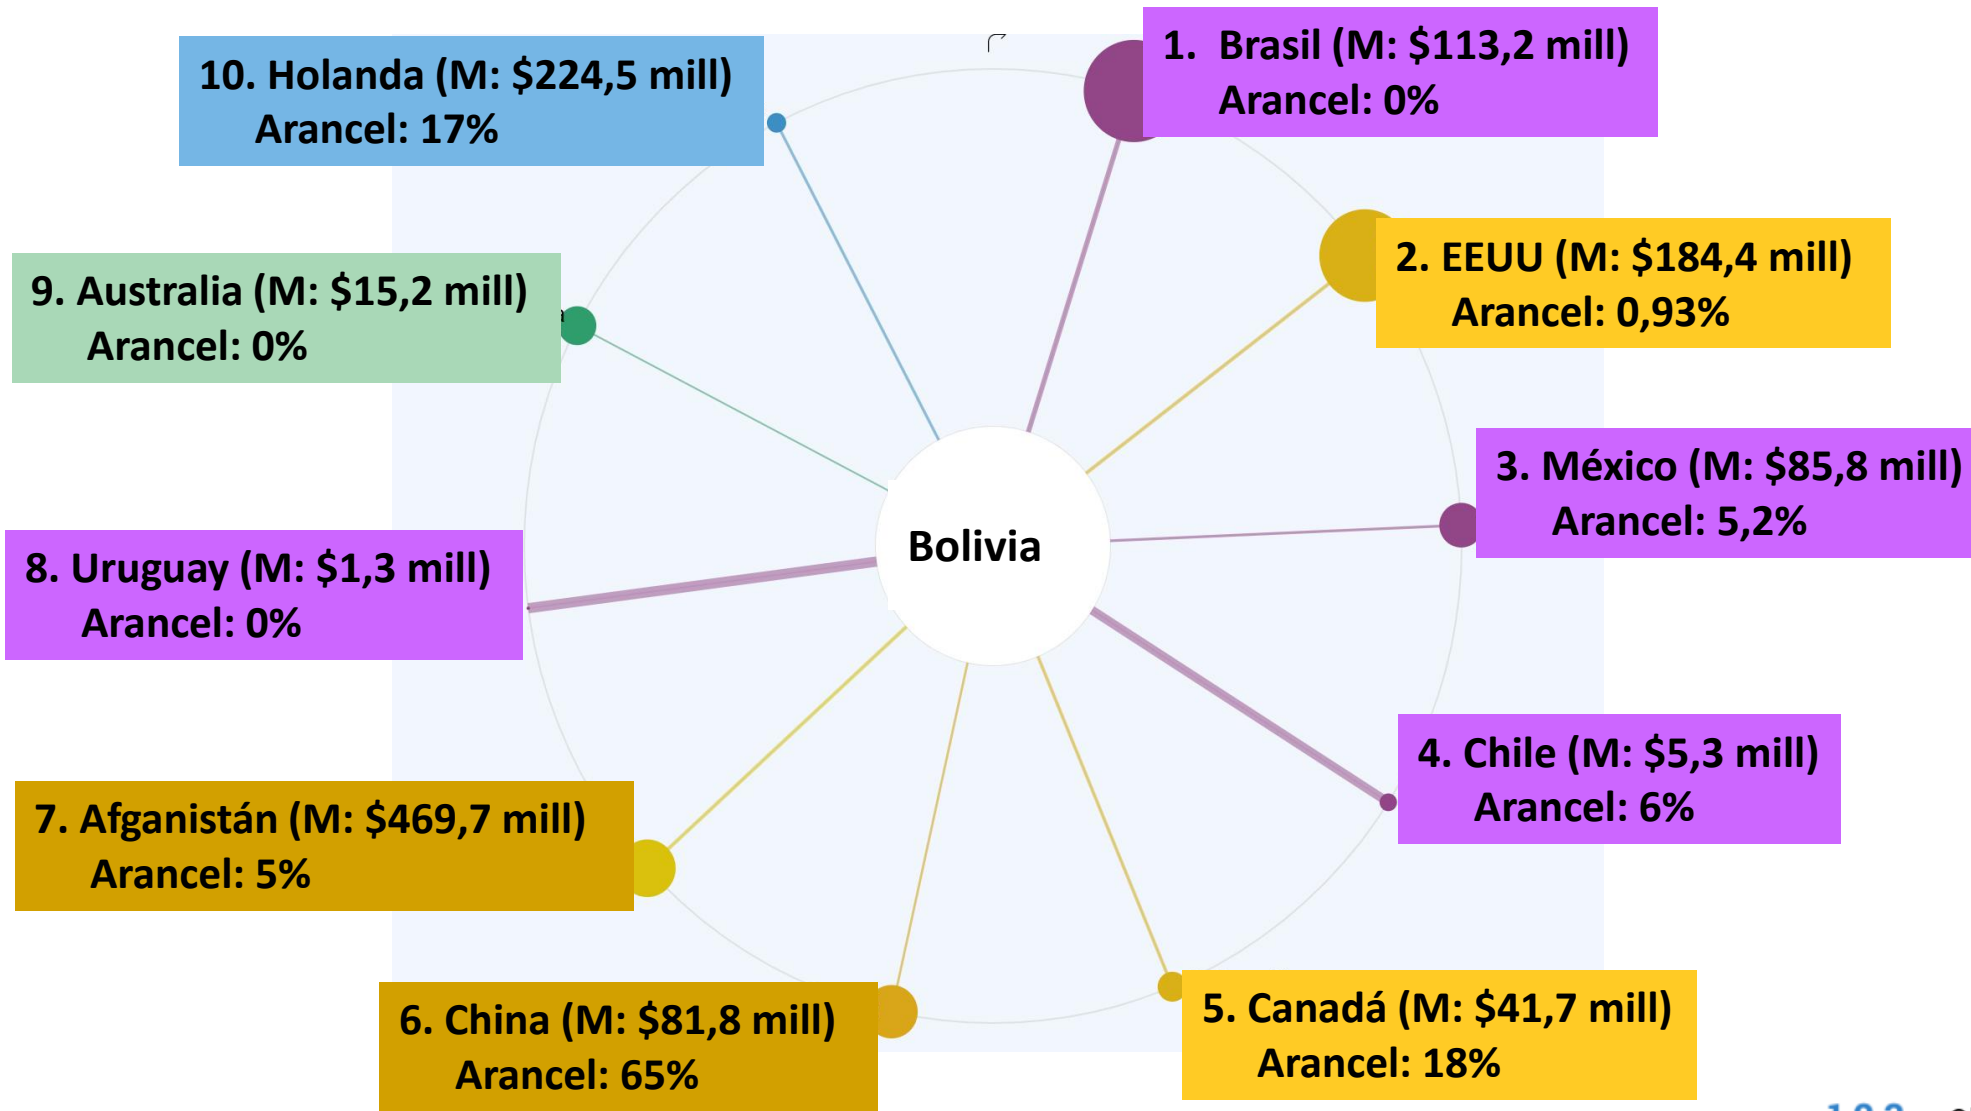 1. Brasil (M: $113,2 mill)
Arancel: 0%
2. EEUU (M: $184,4 mill)
Arancel: 0,93%
3. México (M: $85,8 mill)
Arancel: 5,2%
4. Chile (M: $5,3 mill)
Arancel: 6%
5. Canadá (M: $41,7 mill)
Arancel: 18%
6. China (M: $81,8 mill)
Arancel: 65%
7. Afganistán (M: $469,7 mill)
Arancel: 5%
8. Uruguay (M: $1,3 mill)
Arancel: 0%
9. Australia (M: $15,2 mill)
Arancel: 0%
10. Holanda (M: $224,5 mill)
Arancel: 17%
Bolivia